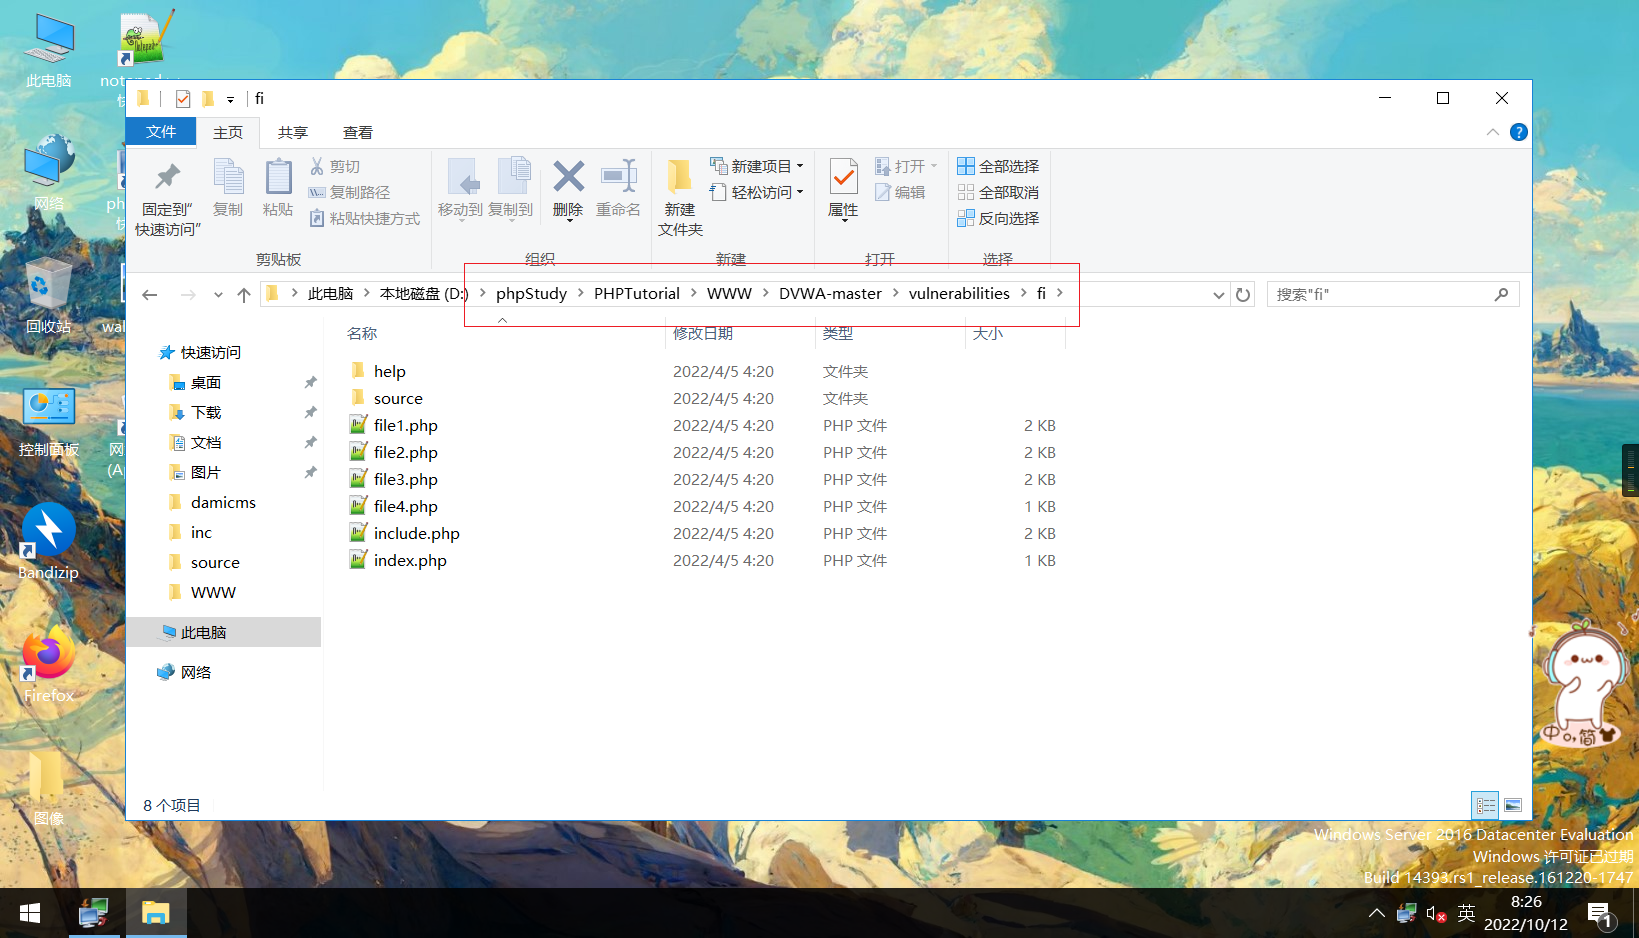 此电脑
notepad
快
网络
ph
快
回收站
wal
控制面板
网
(A
Bandizip
Firefox
图像
fi
文件
主页
共享
查看
?
固定到"
快速访问"
复制
粘贴
剪切
复制路径
粘贴快捷方式
剪贴板
移动到
复制到
删除
重命名
组织
新建
文件夹
新建项目
轻松访问
新建
属性
打开
编辑
打开
全部选择
全部取消
反向选择
选择
此电脑 本地磁盘 (D:) phpStudy PHPTutorial WWW DVWA-master vulnerabilities fi
搜索"fi"
名称 修改日期 类型 大小
help 2022/4/5 4:20 文件夹
source 2022/4/5 4:20 文件夹
file1.php 2022/4/5 4:20 PHP 文件 2 KB
file2.php 2022/4/5 4:20 PHP 文件 2 KB
file3.php 2022/4/5 4:20 PHP 文件 2 KB
file4.php 2022/4/5 4:20 PHP 文件 1 KB
include.php 2022/4/5 4:20 PHP 文件 2 KB
index.php 2022/4/5 4:20 PHP 文件 1 KB
快速访问
桌面
下载
文档
图片
damicms
inc
source
WWW
此电脑
网络
8 个项目
中 简
Windows Server 2016 Datacenter Evaluation
Windows 许可证已过期
Build 14393.rs1_release.161220-1747
英
8:26
2022/10/12
1